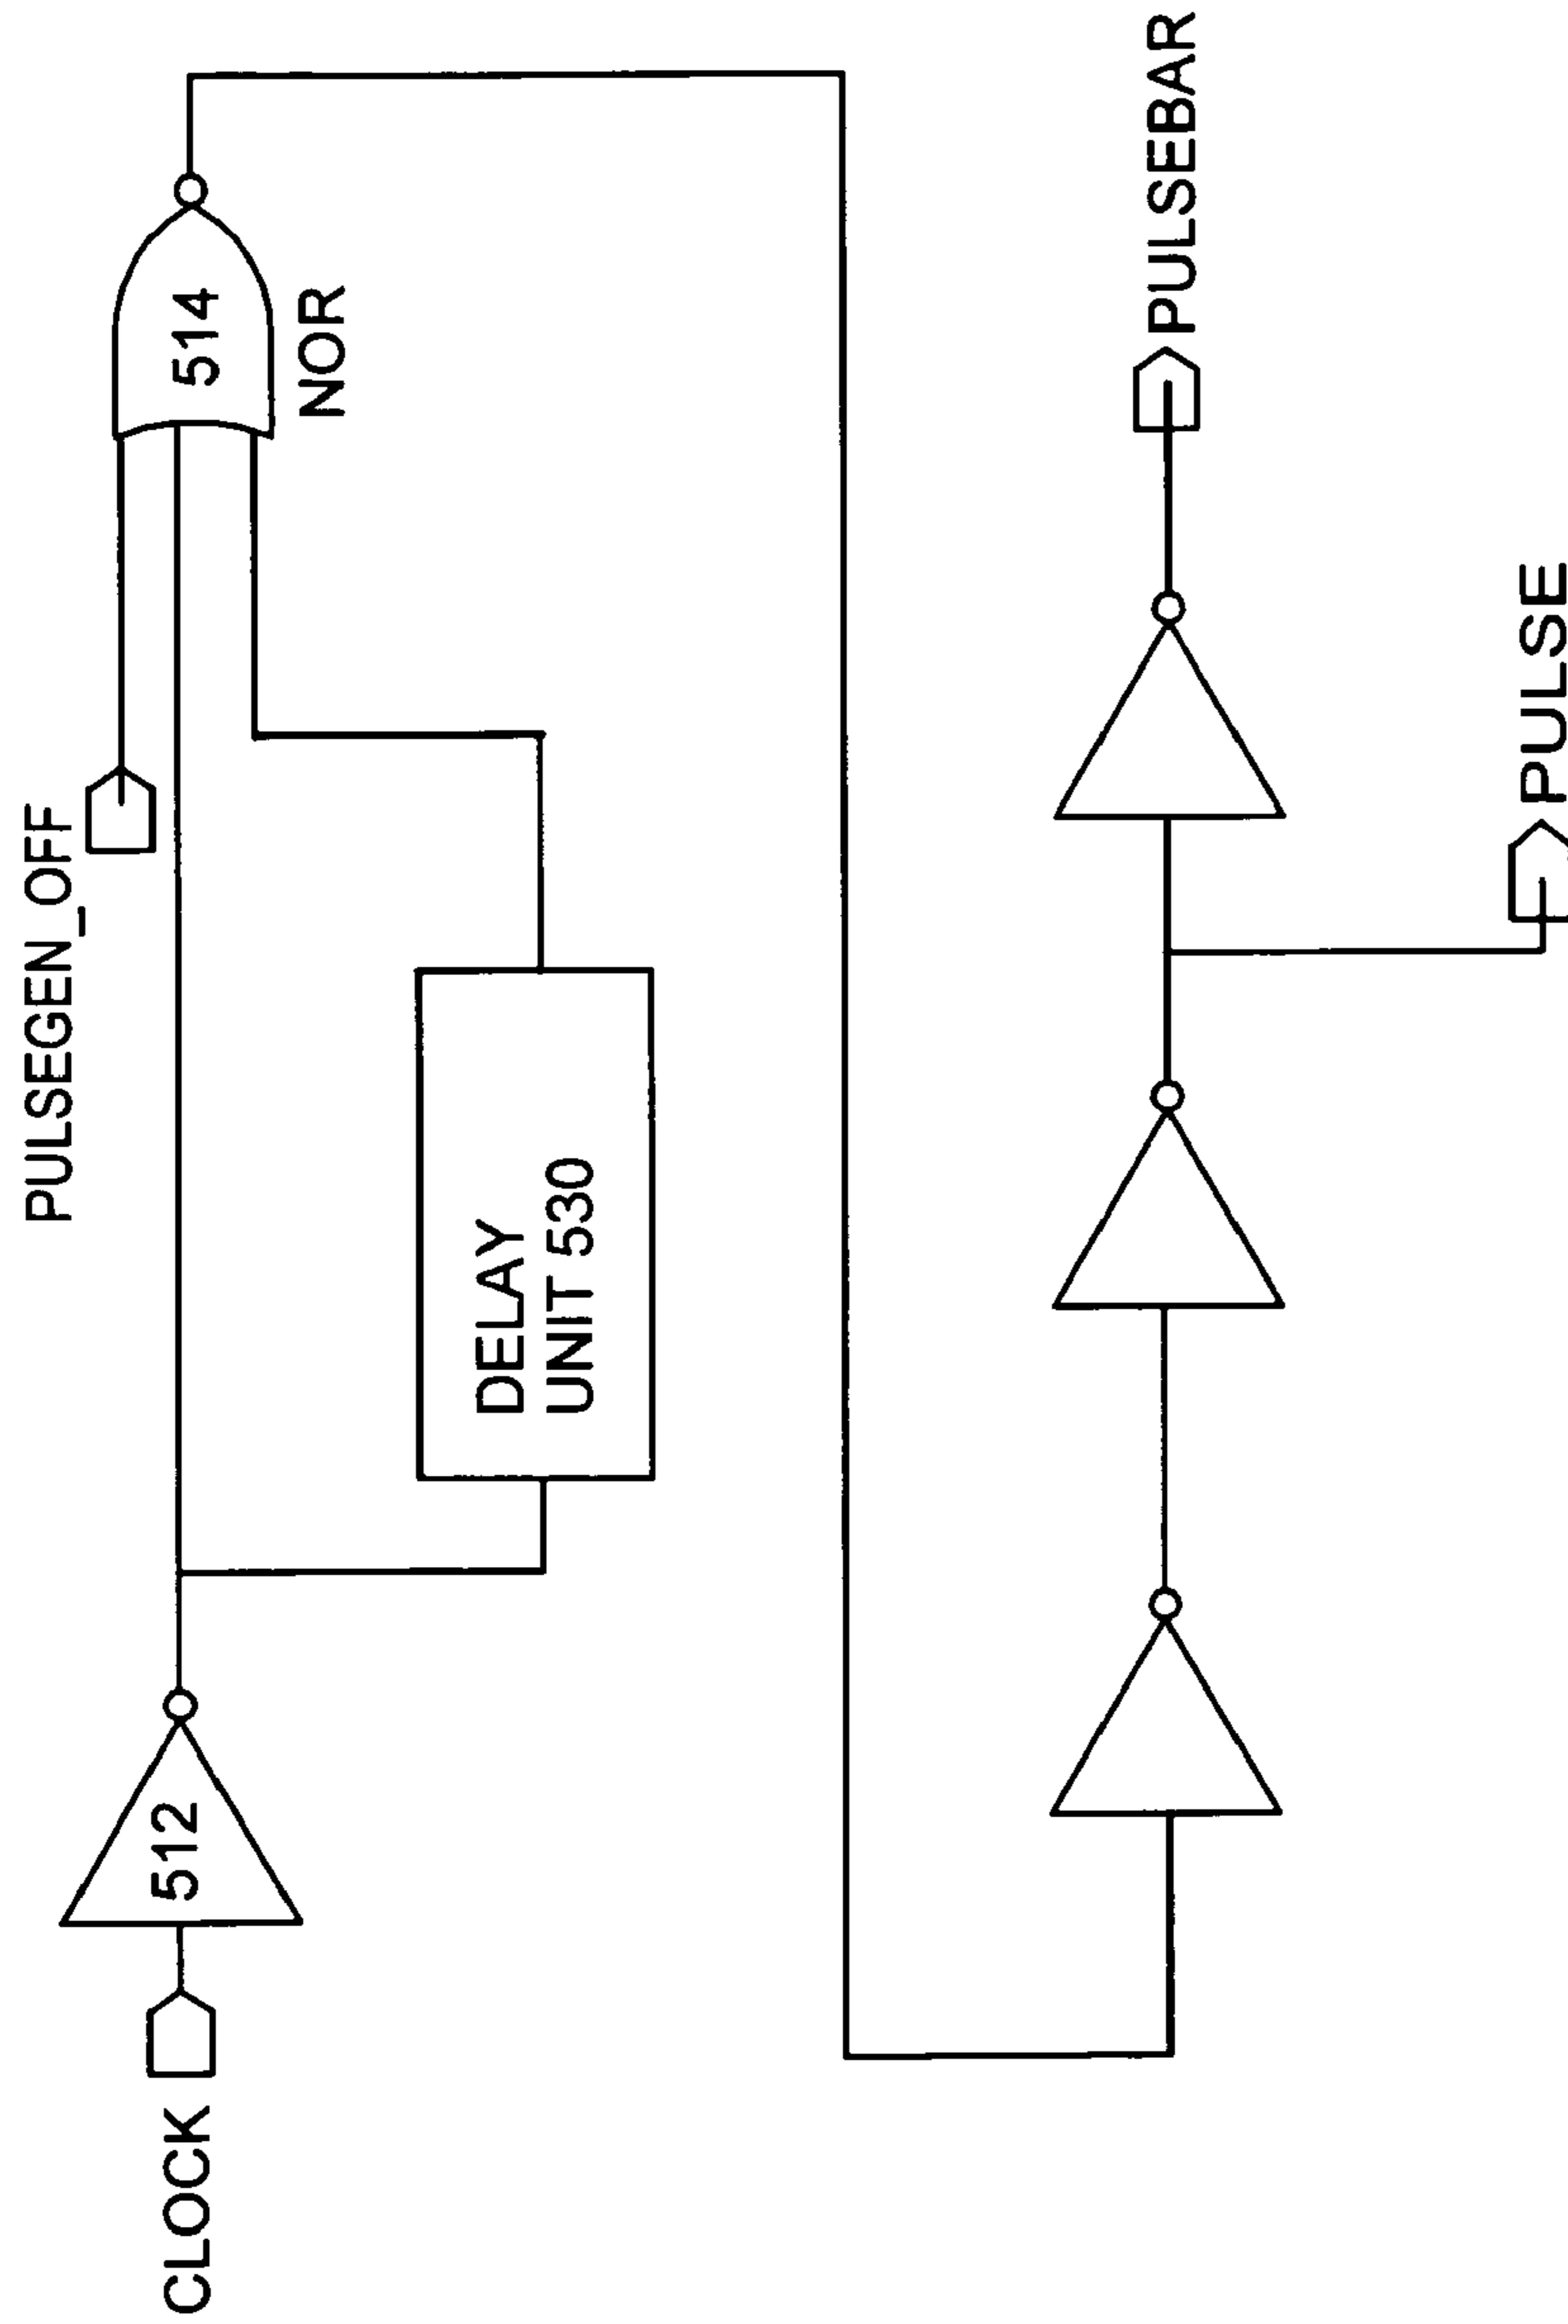 CLOCK
512
PULSEGEN_OFF
514
NOR
DELAY
UNIT 530
PULSEBAR
PULSE